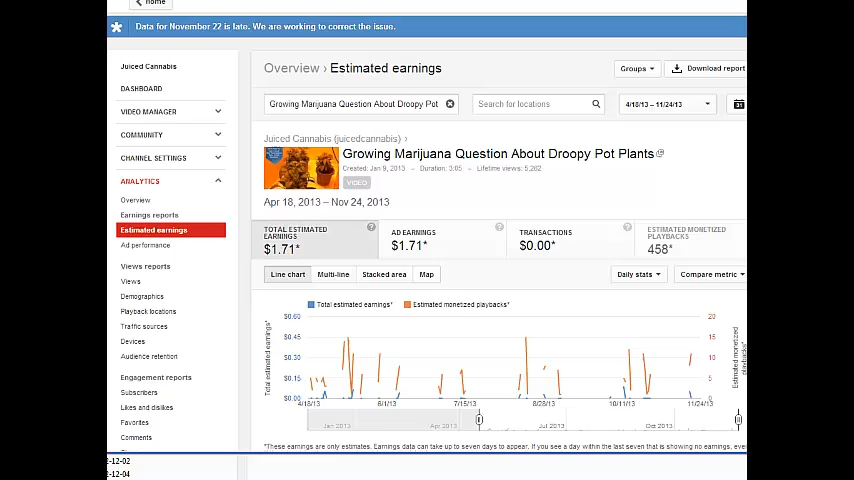 Home
Data for November 22 is late. We are working to correct the issue.
Juiced Cannabis
DASHBOARD
VIDEO MANAGER
COMMUNITY
CHANNEL SETTINGS
ANALYTICS
Overview
Earnings reports
Estimated earnings
Ad performance
Views reports
Views
Demographics
Playback locations
Traffic sources
Devices
Audience retention
Engagement reports
Subscribers
Likes and dislikes
Favorites
Comments
Overview › Estimated earnings
Groups
Download report
Growing Marijuana Question About Droopy Pot
Search for locations
4/18/13 – 11/24/13
31
Juiced Cannabis (juicedcannabis) ›
Growing Marijuana Question About Droopy Pot Plants
Created: Jan 9, 2013 – Duration: 3:05 – Lifetime views: 5,262
VIDEO
Apr 18, 2013 – Nov 24, 2013
TOTAL ESTIMATED EARNINGS ?
$1.71*
AD EARNINGS ?
$1.71*
TRANSACTIONS ?
$0.00*
ESTIMATED MONETIZED PLAYBACKS
458*
Line chart
Multi-line
Stacked area
Map
Daily stats
Compare metric
Total estimated earnings*
Estimated monetized playbacks*
Total estimated earnings*
$0.60
$0.45
$0.30
$0.15
$0.00
20
15
10
5
0
Estimated monetized playbacks*
4/18/13
6/1/13
7/15/13
8/28/13
10/11/13
11/24/13
Jan 2013
Apr 2013
Jul 2013
Oct 2013
*These earnings are only estimates. Earnings data can take up to seven days to appear. If you see a day within the last seven that is showing no earnings, eve
-12-02
-12-04